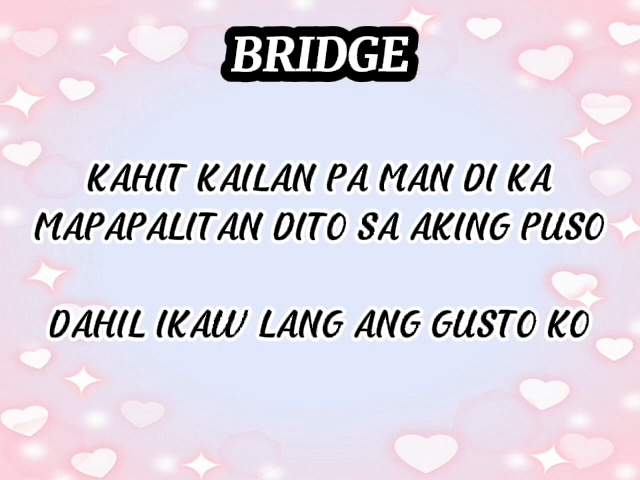 BRIDGE
KAHIT KAILAN PA MAN DI KA
MAPAPALITAN DITO SA AKING PUSO
DAHIL IKAW LANG ANG GUSTO KO